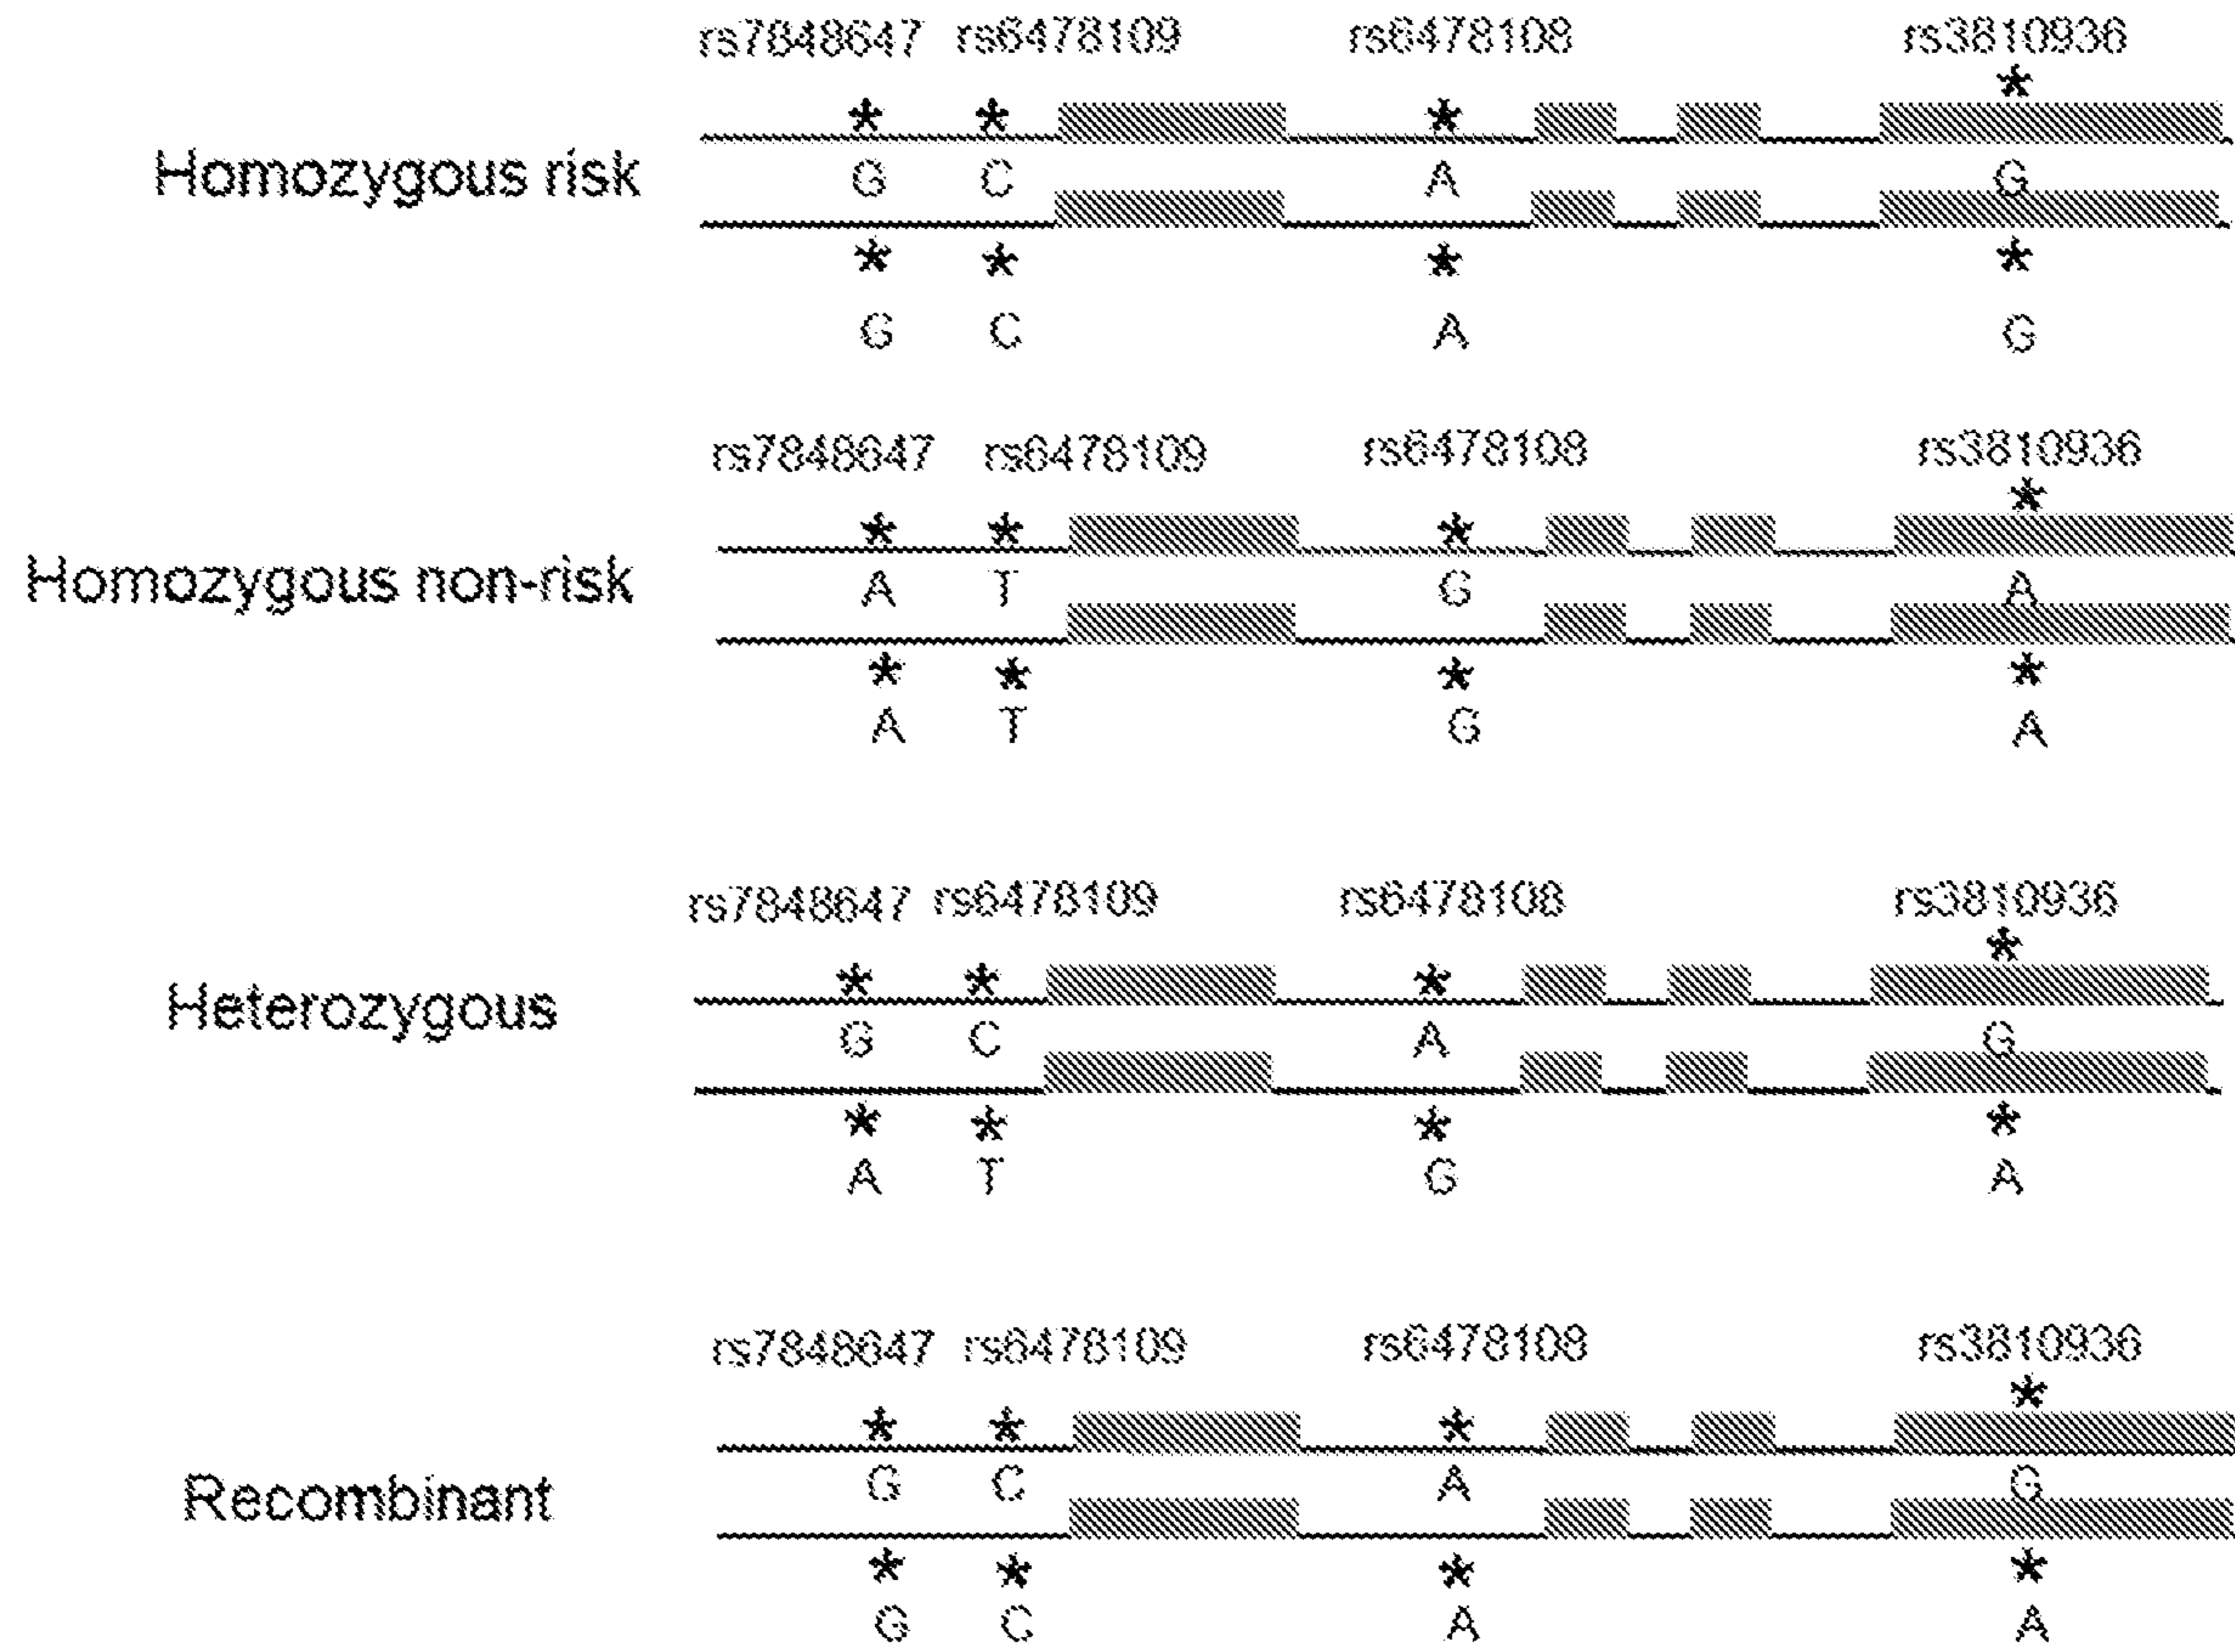 rs7848647 rs6478109 rs6478108 rs3810936
* * * *
Homozygous risk
G C A G
* * * *
G C A G
rs7848647 rs6478109 rs6478108 rs3810936
* * * *
Homozygous non-risk
A T G A
* * * *
A T G A
rs7848647 rs6478109 rs6478108 rs3810936
* * * *
Heterozygous
G C A G
* * * *
A T G A
rs7848647 rs6478109 rs6478108 rs3810936
* * * *
Recombinant
G C A G
* * * *
G C A A